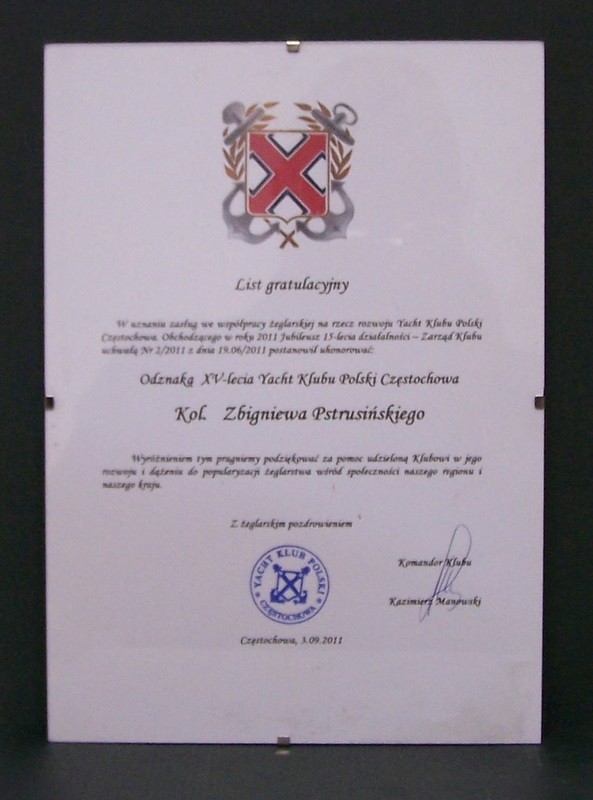 List gratulacyjny
W uznaniu zasług we współpracy żeglarskiej na rzecz rozwoju Yacht Klubu Polski
Częstochowa. Obchodzącego w roku 2011 Jubileusz 15-lecia działalności – Zarząd Klubu
uchwałą Nr 2/2011 z dnia 19.06/2011 postanowił uhonorować:
Odznaką XV-lecia Yacht Klubu Polski Częstochowa
Kol. Zbigniewa Pstrusińskiego
Wyróżnieniem tym pragniemy podziękować za pomoc udzieloną Klubowi w jego
rozwoju i dążeniu do popularyzacji żeglarstwa wśród społeczności naszego regionu i
naszego kraju.
Z żeglarskim pozdrowieniem
YACHT KLUB POLSKI
CZĘSTOCHOWA
Komandor Klubu
Kazimierz Manowski
Częstochowa, 3.09.2011